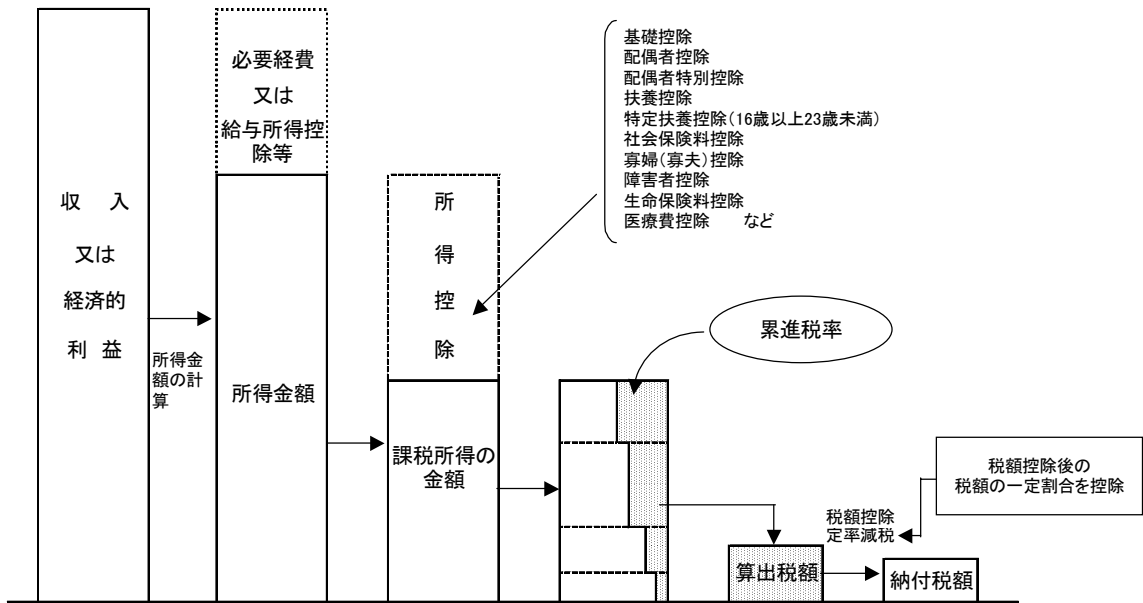 収 入
又は
経済的
利 益
所得金
額の計
算
必要経費
又は
給与所得控
除等
所得金額
所
得
控
除
課税所得の
金額
基礎控除
配偶者控除
配偶者特別控除
扶養控除
特定扶養控除(16歳以上23歳未満)
社会保険料控除
寡婦(寡夫)控除
障害者控除
生命保険料控除
医療費控除 など
累進税率
算出税額
税額控除
定率減税
税額控除後の
税額の一定割合を控除
納付税額